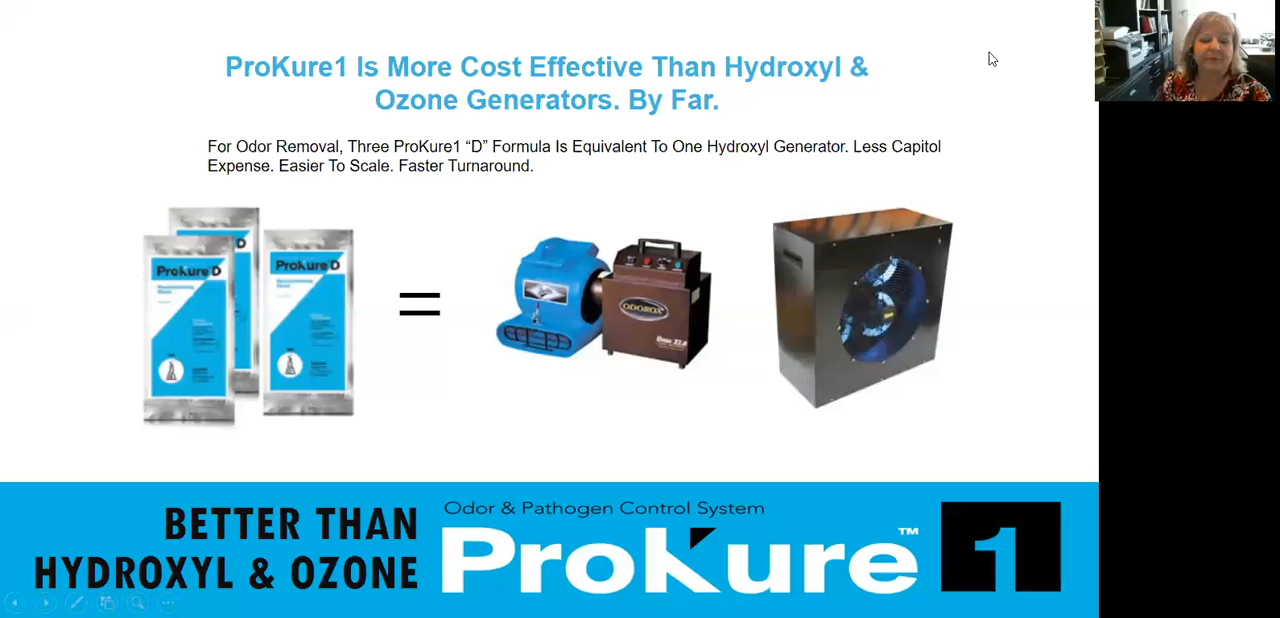 ProKure1 Is More Cost Effective Than Hydroxyl &
Ozone Generators. By Far.
For Odor Removal, Three ProKure1 “D” Formula Is Equivalent To One Hydroxyl Generator. Less Capitol
Expense. Easier To Scale. Faster Turnaround.
ProKure D
ProKure D
D
=
ODOROX
BETTER THAN
HYDROXYL & OZONE
Odor & Pathogen Control System
ProKure™ 1